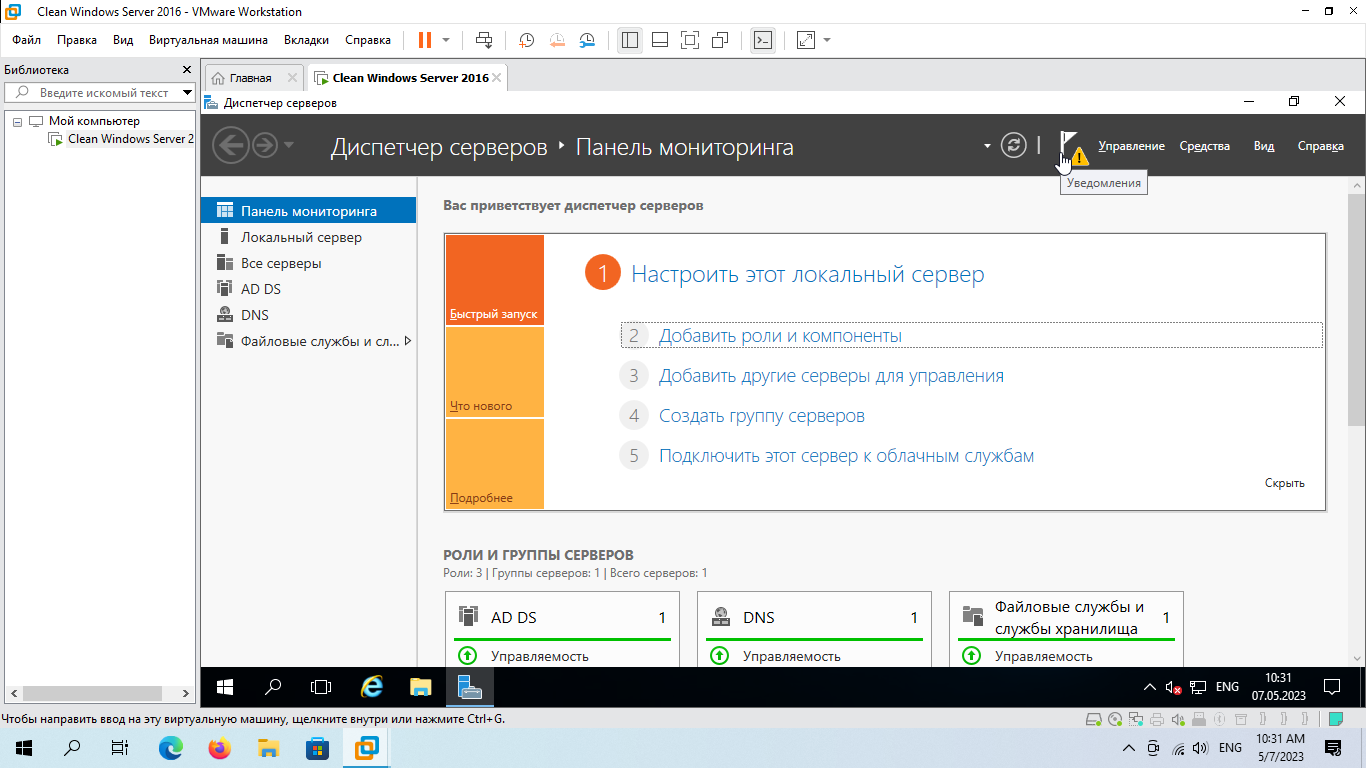 Clean Windows Server 2016 - VMware Workstation
Файл Правка Вид Виртуальная машина Вкладки Справка
Библиотека
Введите искомый текст
Мой компьютер
Clean Windows Server 2
Главная
Clean Windows Server 2016
Диспетчер серверов
Диспетчер серверов ‣ Панель мониторинга
Управление Средства Вид Справка
Уведомления
Панель мониторинга
Локальный сервер
Все серверы
AD DS
DNS
Файловые службы и сл...
Вас приветствует диспетчер серверов
Быстрый запуск
Что нового
Подробнее
1 Настроить этот локальный сервер
2 Добавить роли и компоненты
3 Добавить другие серверы для управления
4 Создать группу серверов
5 Подключить этот сервер к облачным службам
Скрыть
РОЛИ И ГРУППЫ СЕРВЕРОВ
Роли: 3 | Группы серверов: 1 | Всего серверов: 1
AD DS 1
Управляемость
DNS 1
Управляемость
Файловые службы и
службы хранилища 1
Управляемость
ENG
10:31
07.05.2023
Чтобы направить ввод на эту виртуальную машину, щелкните внутри или нажмите Ctrl+G.
ENG
10:31 AM
5/7/2023